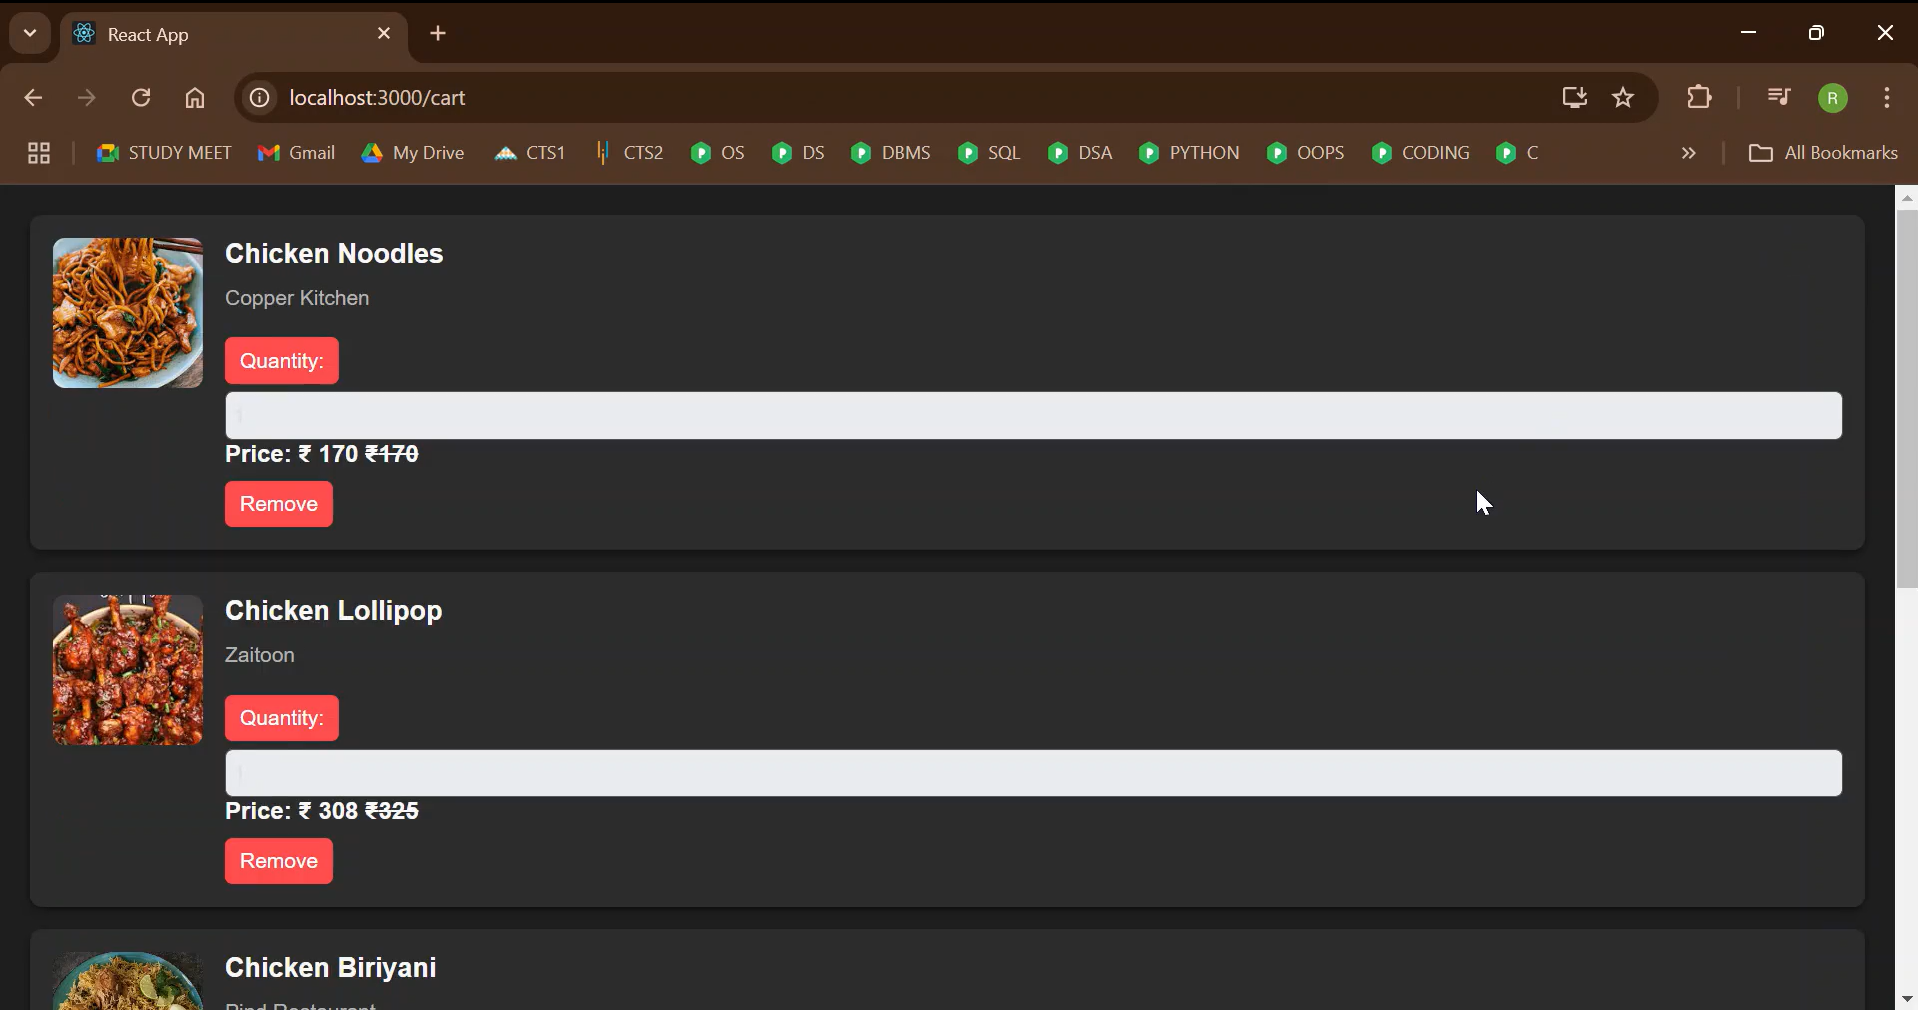 React App
localhost:3000/cart
R
STUDY MEET Gmail My Drive CTS1 CTS2 OS DS DBMS SQL DSA PYTHON OOPS CODING C » All Bookmarks
Chicken Noodles
Copper Kitchen
Quantity:
1
Price: ₹ 170 ₹170
Remove
Chicken Lollipop
Zaitoon
Quantity:
Price: ₹ 308 ₹325
Remove
Chicken Biriyani